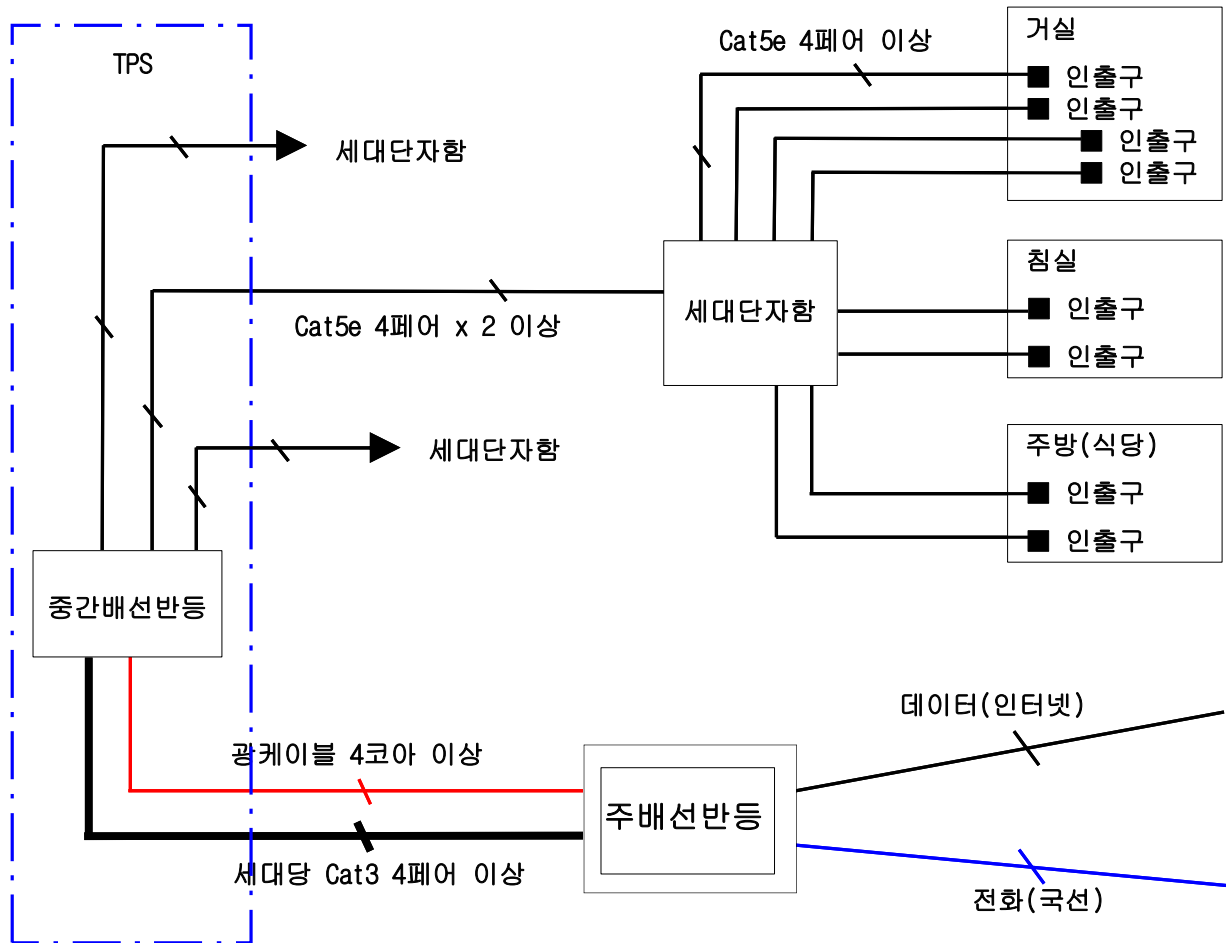 TPS
Cat5e 4페어 이상
거실
인출구
인출구
인출구
인출구
세대단자함
침실
인출구
인출구
세대단자함
Cat5e 4페어 x 2 이상
세대단자함
주방(식당)
인출구
인출구
중간배선반등
데이터(인터넷)
광케이블 4코아 이상
주배선반등
세대당 Cat3 4페어 이상
전화(국선)